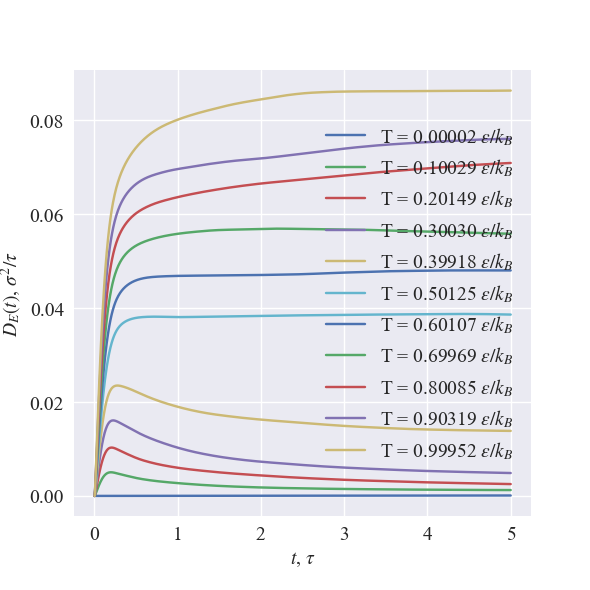 0.08
0.06
0.04
0.02
0.00
D_E(t), σ²/τ
T = 0.00002 ε/k_B
T = 0.10029 ε/k_B
T = 0.20149 ε/k_B
T = 0.30030 ε/k_B
T = 0.39918 ε/k_B
T = 0.50125 ε/k_B
T = 0.60107 ε/k_B
T = 0.69969 ε/k_B
T = 0.80085 ε/k_B
T = 0.90319 ε/k_B
T = 0.99952 ε/k_B
0 1 2 3 4 5
t, τ